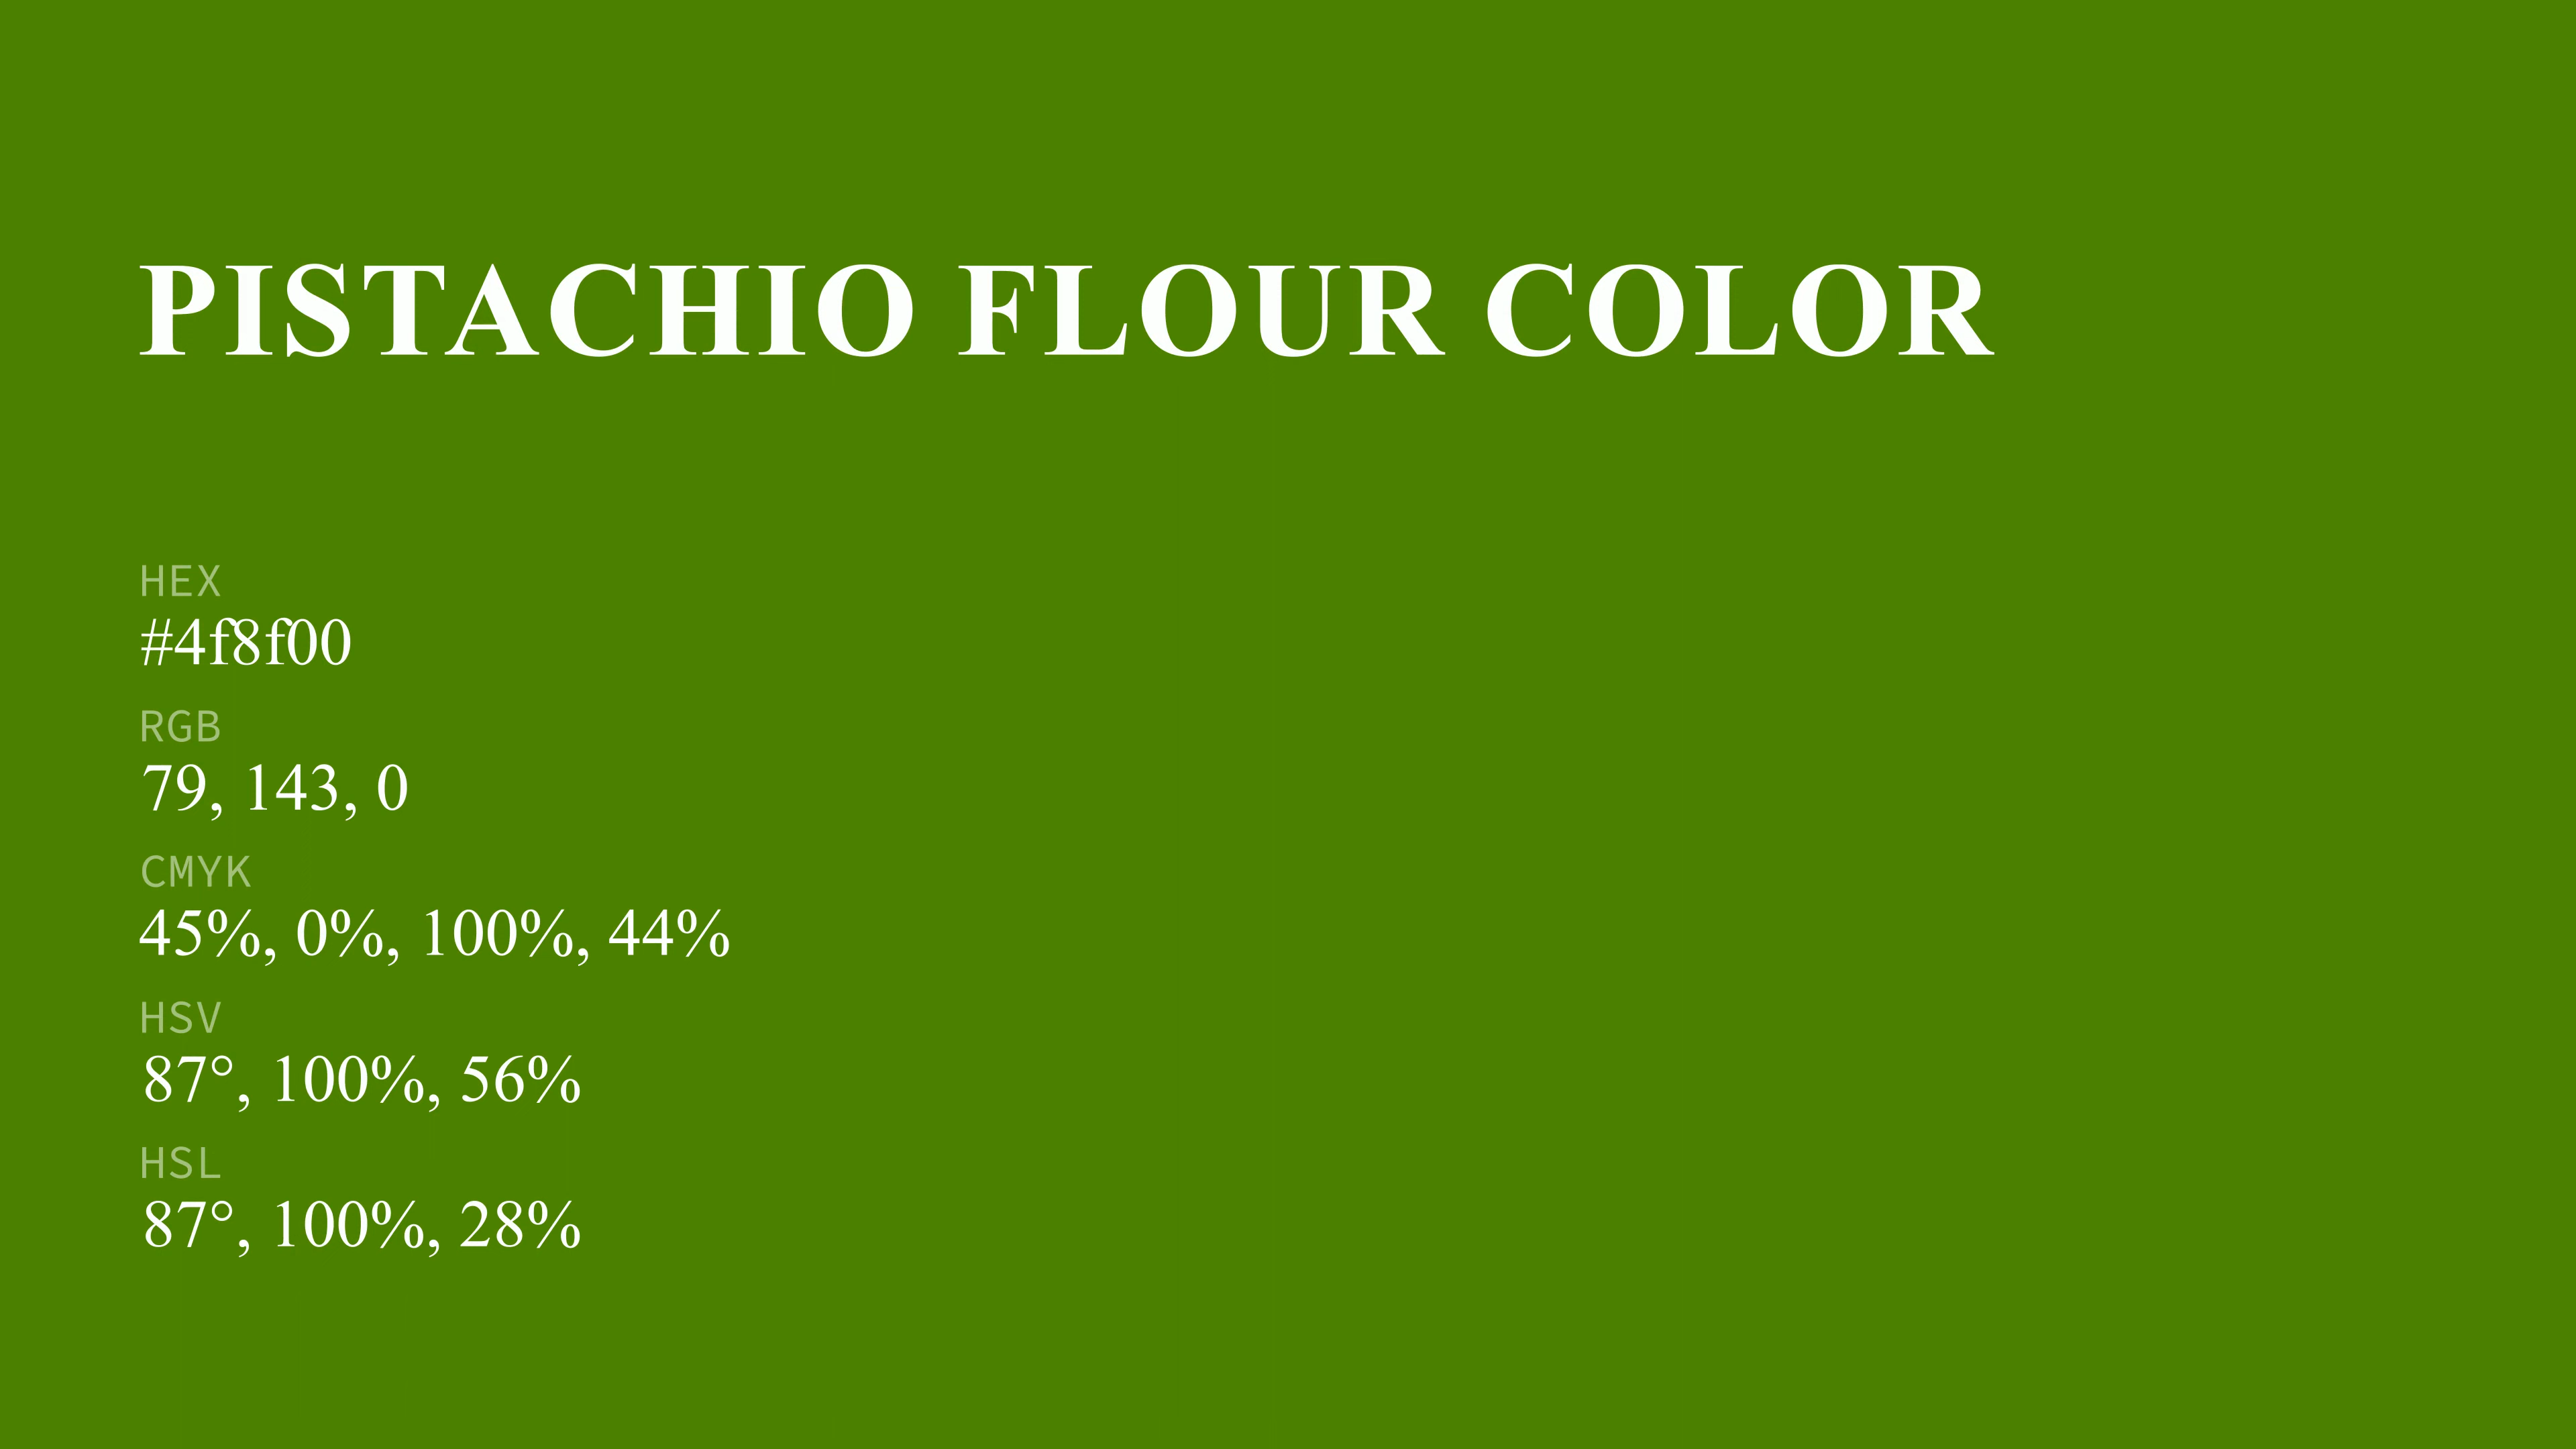 PISTACHIO FLOUR COLOR
HEX
#4f8f00
RGB
79, 143, 0
CMYK
45%, 0%, 100%, 44%
HSV
87°, 100%, 56%
HSL
87°, 100%, 28%